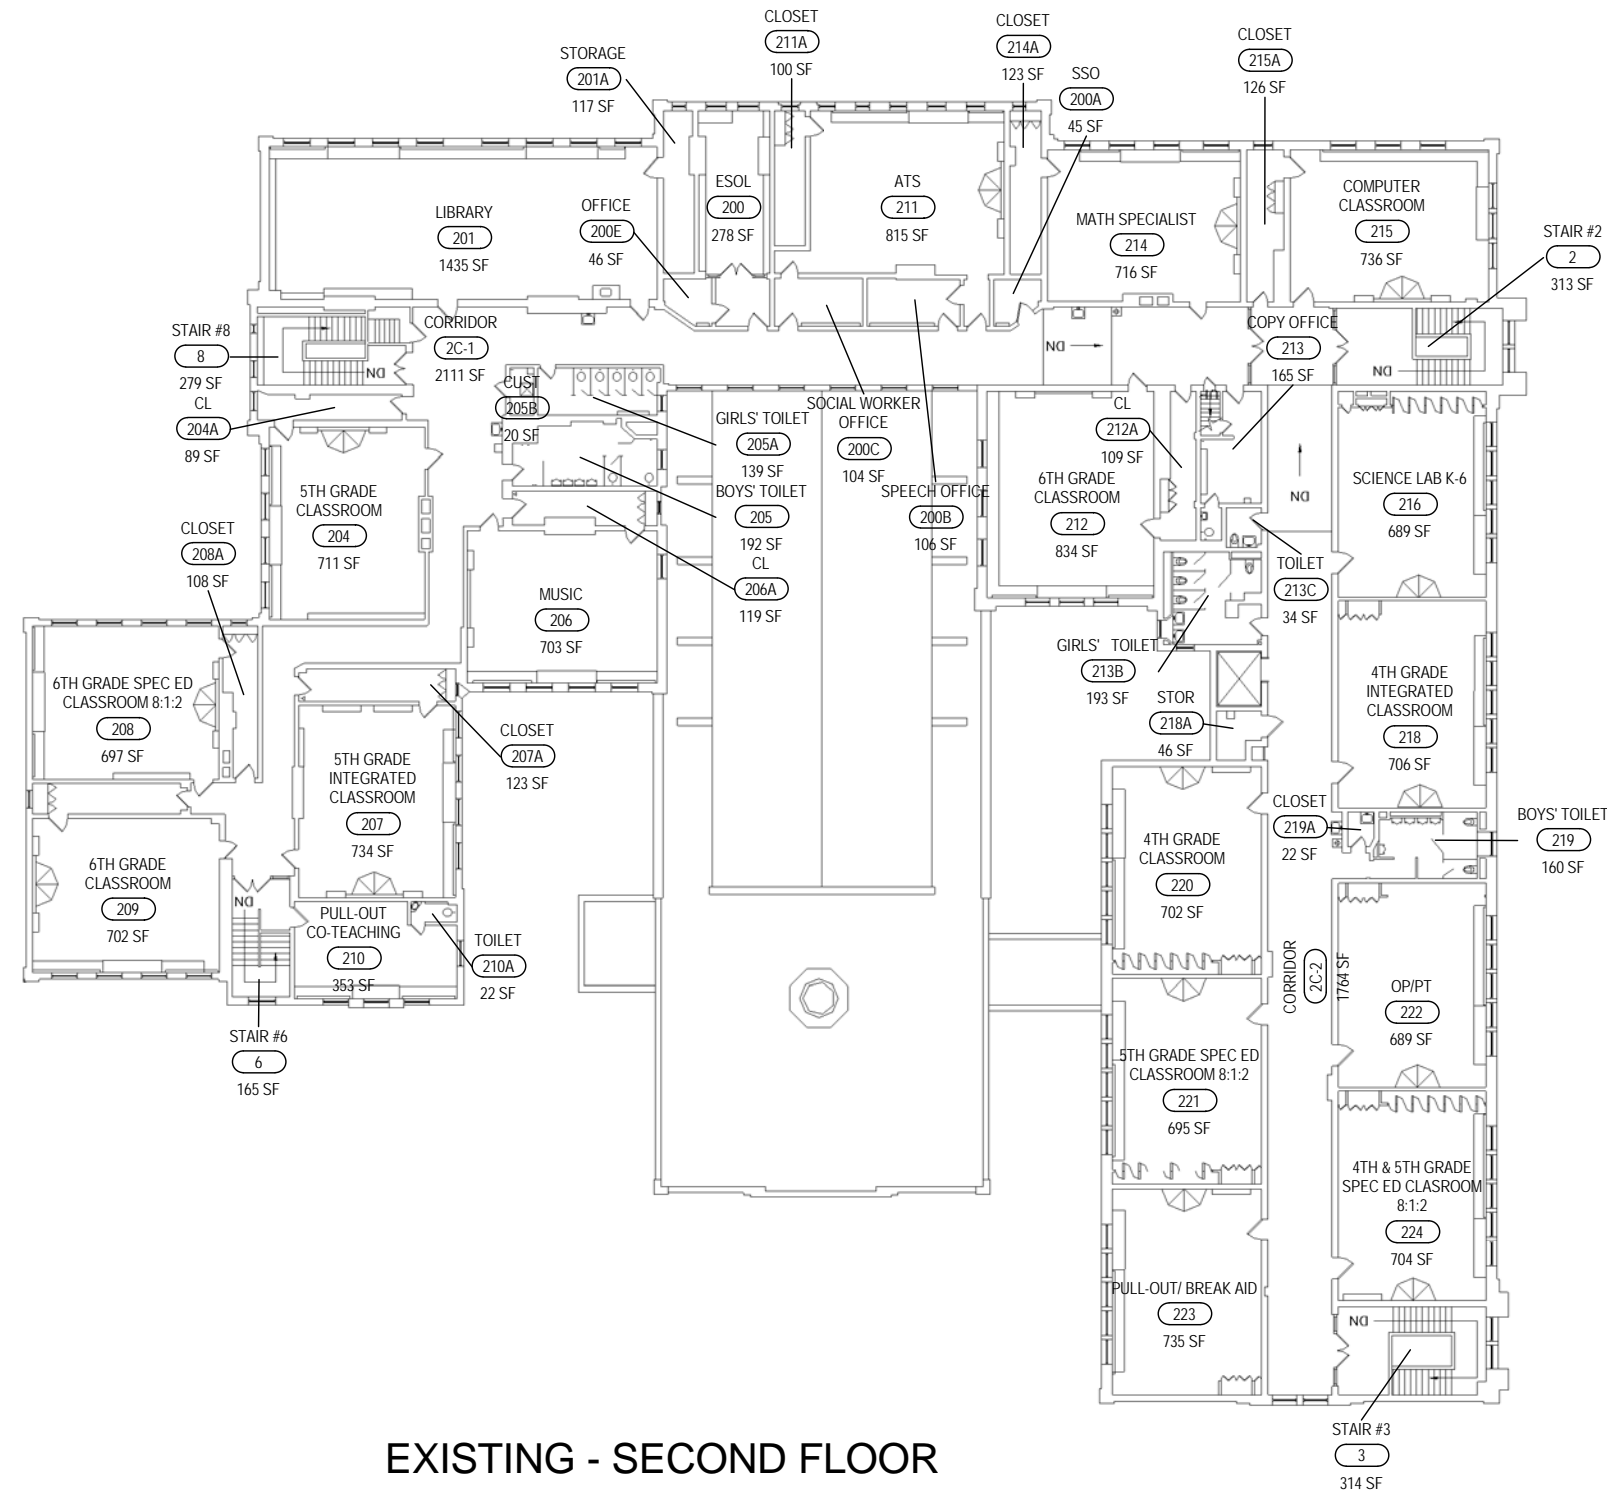 CLOSET
211A
100 SF
CLOSET
214A
123 SF
STORAGE
201A
117 SF
SSO
200A
45 SF
CLOSET
215A
126 SF
LIBRARY
201
1435 SF
OFFICE
200E
46 SF
ESOL
200
278 SF
ATS
211
815 SF
MATH SPECIALIST
214
716 SF
COMPUTER
CLASSROOM
215
736 SF
STAIR #2
2
313 SF
STAIR #8
8
279 SF
DN
CORRIDOR
2C-1
2111 SF
DN
COPY OFFICE
213
165 SF
DN
CL
204A
89 SF
CUST
205B
20 SF
GIRLS' TOILET
205A
139 SF
SOCIAL WORKER
OFFICE
200C
104 SF
CL
212A
109 SF
5TH GRADE
CLASSROOM
204
711 SF
BOYS' TOILET
205
192 SF
SPEECH OFFICE
200B
106 SF
6TH GRADE
CLASSROOM
212
834 SF
DN
SCIENCE LAB K-6
216
689 SF
CLOSET
208A
108 SF
CL
206A
119 SF
TOILET
213C
34 SF
MUSIC
206
703 SF
GIRLS' TOILET
213B
193 SF
6TH GRADE SPEC ED
CLASSROOM 8:1:2
208
697 SF
STOR
218A
46 SF
4TH GRADE
INTEGRATED
CLASSROOM
218
706 SF
CLOSET
207A
123 SF
5TH GRADE
INTEGRATED
CLASSROOM
207
734 SF
CLOSET
219A
22 SF
BOYS' TOILET
219
160 SF
4TH GRADE
CLASSROOM
220
702 SF
6TH GRADE
CLASSROOM
209
702 SF
DN
PULL-OUT
CO-TEACHING
210
353 SF
TOILET
210A
22 SF
CORRIDOR
2C-2
1764 SF
OP/PT
222
689 SF
STAIR #6
6
165 SF
5TH GRADE SPEC ED
CLASSROOM 8:1:2
221
695 SF
4TH & 5TH GRADE
SPEC ED CLASROOM
8:1:2
224
704 SF
PULL-OUT/ BREAK AID
223
735 SF
DN
STAIR #3
3
314 SF
EXISTING - SECOND FLOOR